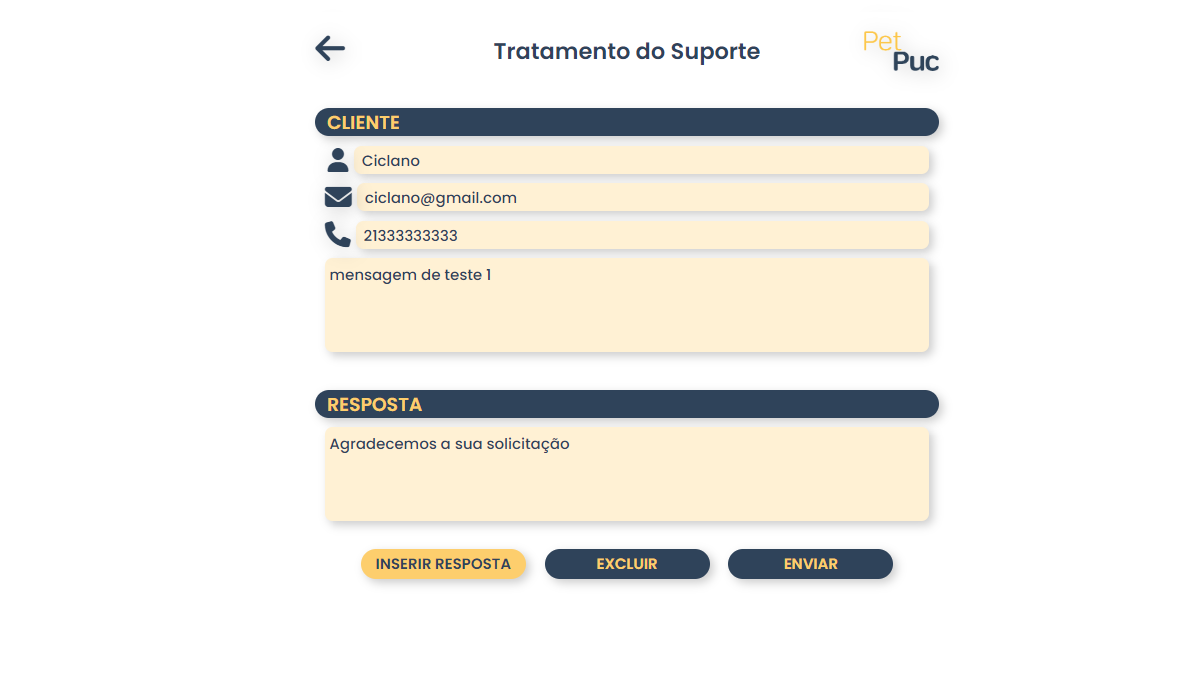 Tratamento do Suporte
Pet
Puc
CLIENTE
Ciclano
ciclano@gmail.com
21333333333
mensagem de teste 1
RESPOSTA
Agradecemos a sua solicitação
INSERIR RESPOSTA
EXCLUIR
ENVIAR